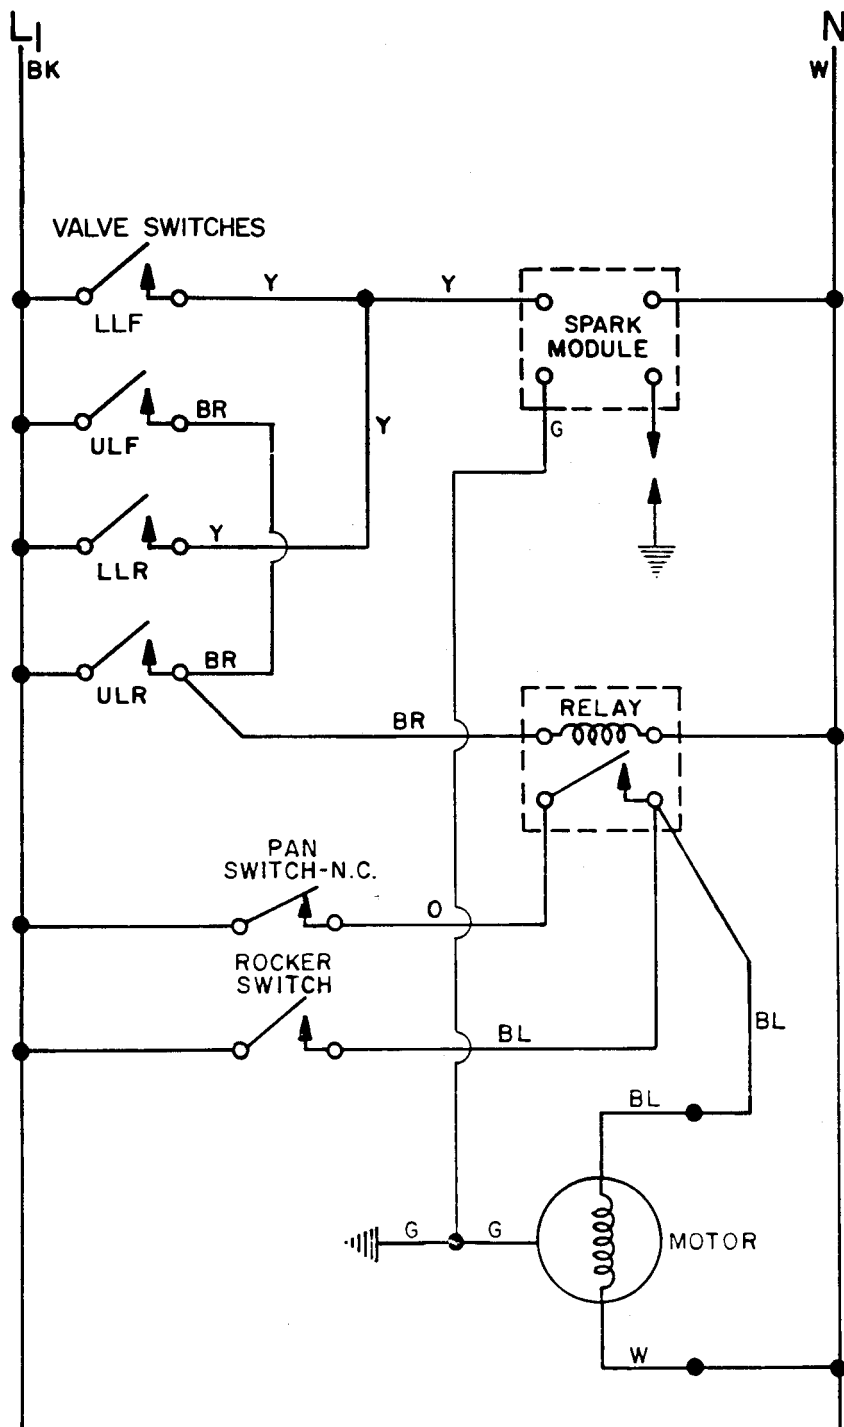 L1 N
BK W
VALVE SWITCHES
Y Y
LLF
SPARK
MODULE
BR
ULF
G
Y
Y
LLR
BR
ULR
BR
RELAY
PAN
SWITCH-N.C.
O
ROCKER
SWITCH
BL
BL
BL
G G
MOTOR
W